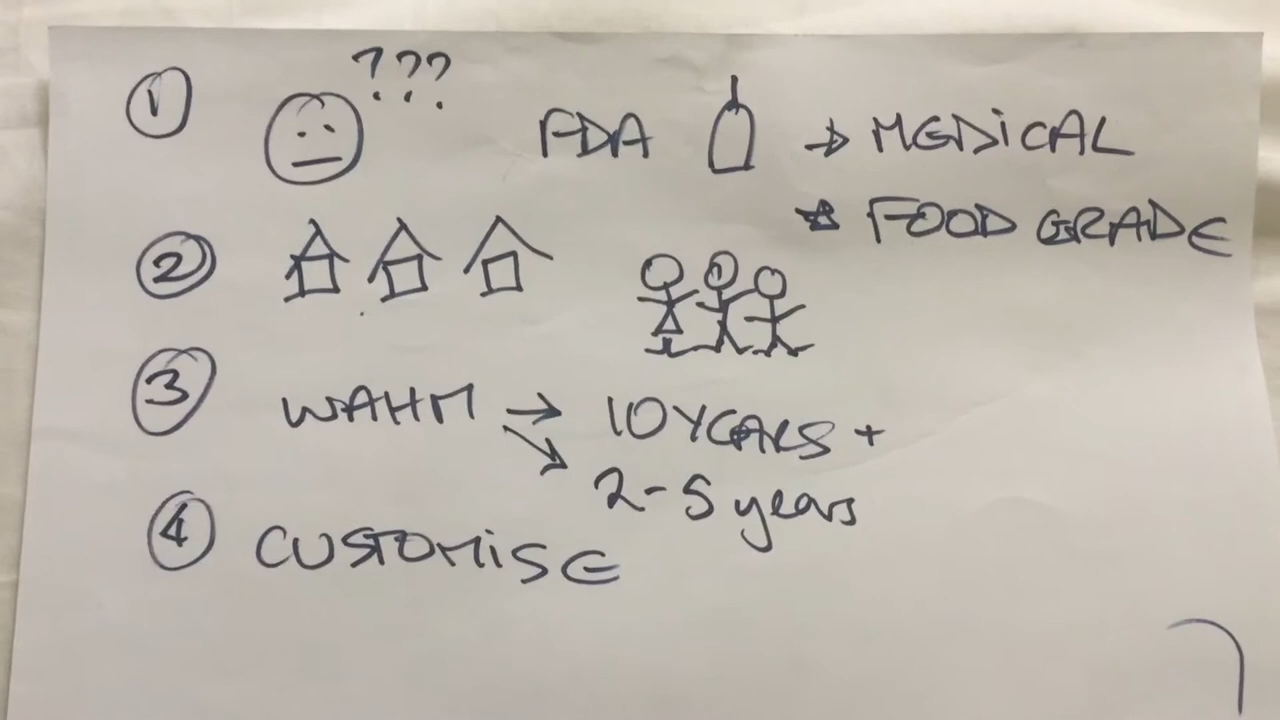 ???
1 FDA → MEDICAL
* FOOD GRADE
2
3 WAHM → 10 YEARS +
2-5 years
4 CUSTOMISE